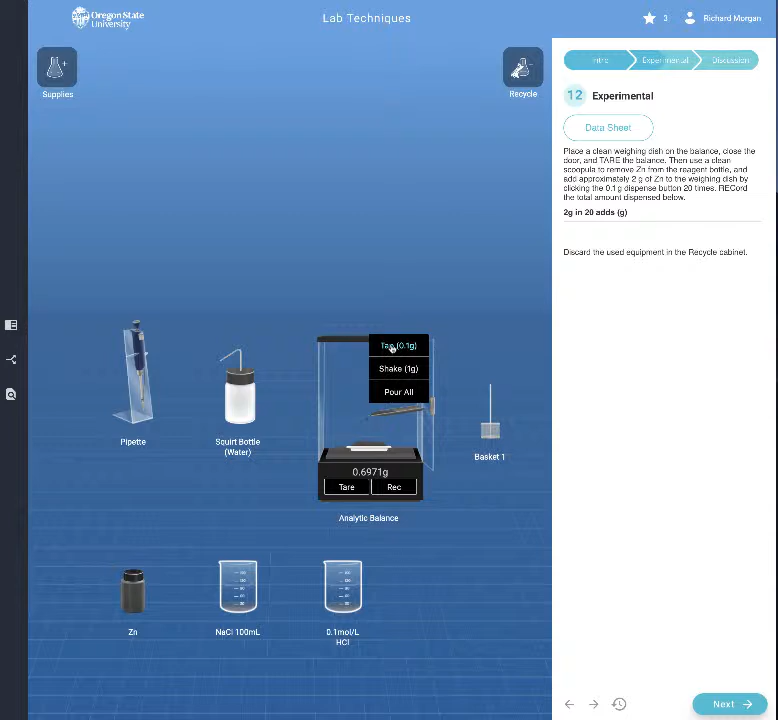 Oregon State
University
Lab Techniques
3
Richard Morgan
Supplies
Recycle
Intro
Experimental
Discussion
12 Experimental
Data Sheet
Place a clean weighing dish on the balance, close the
door, and TARE the balance. Then use a clean
scoopula to remove Zn from the reagent bottle, and
add approximately 2 g of Zn to the weighing dish by
clicking the 0.1 g dispense button 20 times. RECord
the total amount dispensed below.
2g in 20 adds (g)
Discard the used equipment in the Recycle cabinet.
Tap (0.1g)
Shake (1g)
Pour All
Pipette
Squirt Bottle
(Water)
0.6971g
Tare
Rec
Analytic Balance
Basket 1
Zn
NaCl 100mL
0.1mol/L
HCl
Next